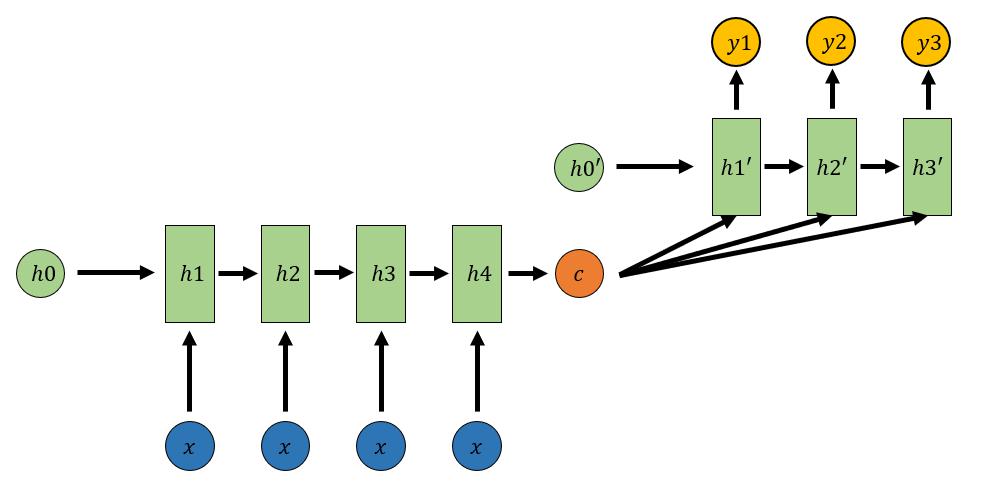 y1 y2 y3
h0′ h1′ h2′ h3′
h0 h1 h2 h3 h4 c
x x x x